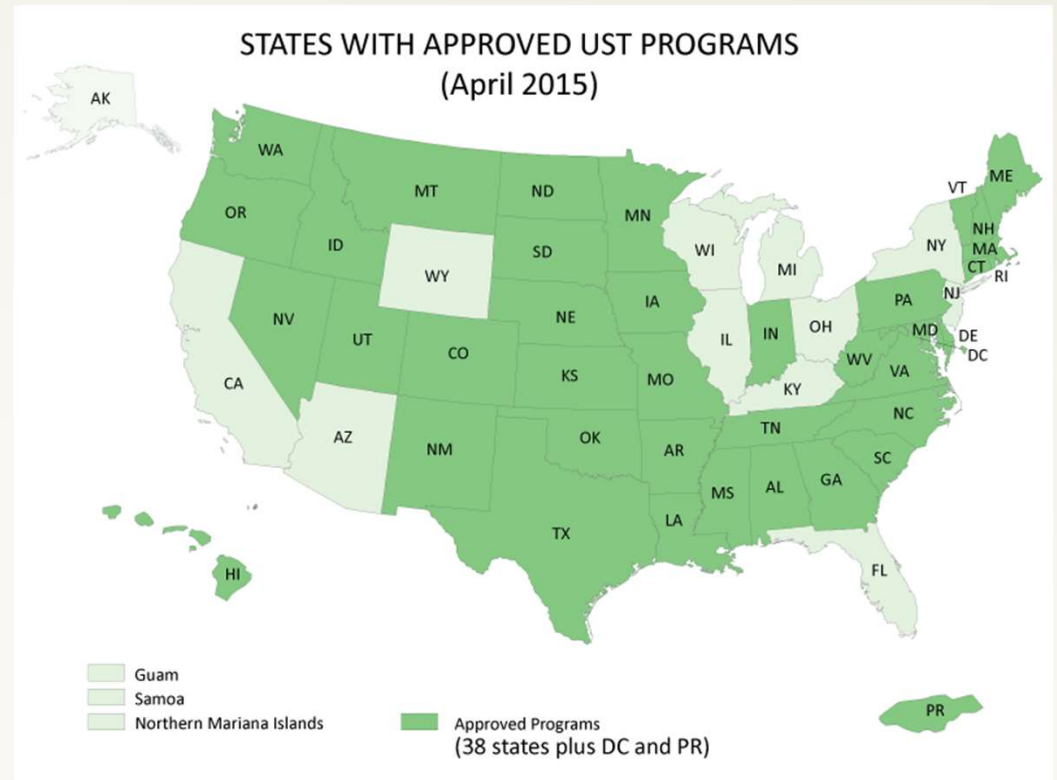 STATES WITH APPROVED UST PROGRAMS
(April 2015)
AK
WA
MT
ND
MN
VT
ME
OR
ID
SD
WI
MI
NY
NH
MA
CT
RI
WY
NV
UT
CO
NE
IA
IL
IN
OH
PA
NJ
MD
DE
DC
CA
KS
MO
KY
WV
VA
AZ
NM
OK
AR
TN
NC
SC
TX
LA
MS
AL
GA
HI
FL
Guam
Samoa
Northern Mariana Islands
Approved Programs
(38 states plus DC and PR)
PR